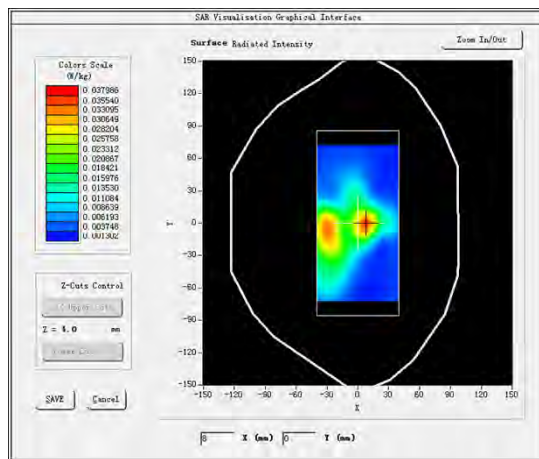 SAR Visualisation Graphical Interface
Surface Radiated Intensity
Zoom In/Out
Colors Scale
(W/kg)
0.037986
0.035540
0.033095
0.030649
0.028204
0.025758
0.023312
0.020867
0.018421
0.015976
0.013530
0.011084
0.008639
0.006193
0.003748
0.001302
150
120
90
60
30
0
-30
-60
-90
-120
-150
Y
-150 -120 -90 -60 -30 0 30 60 90 120 150
X
Z-Cuts Control
Z = 4.0 mm
SAVE Cancel
8 X (mm) 0 Y (mm)